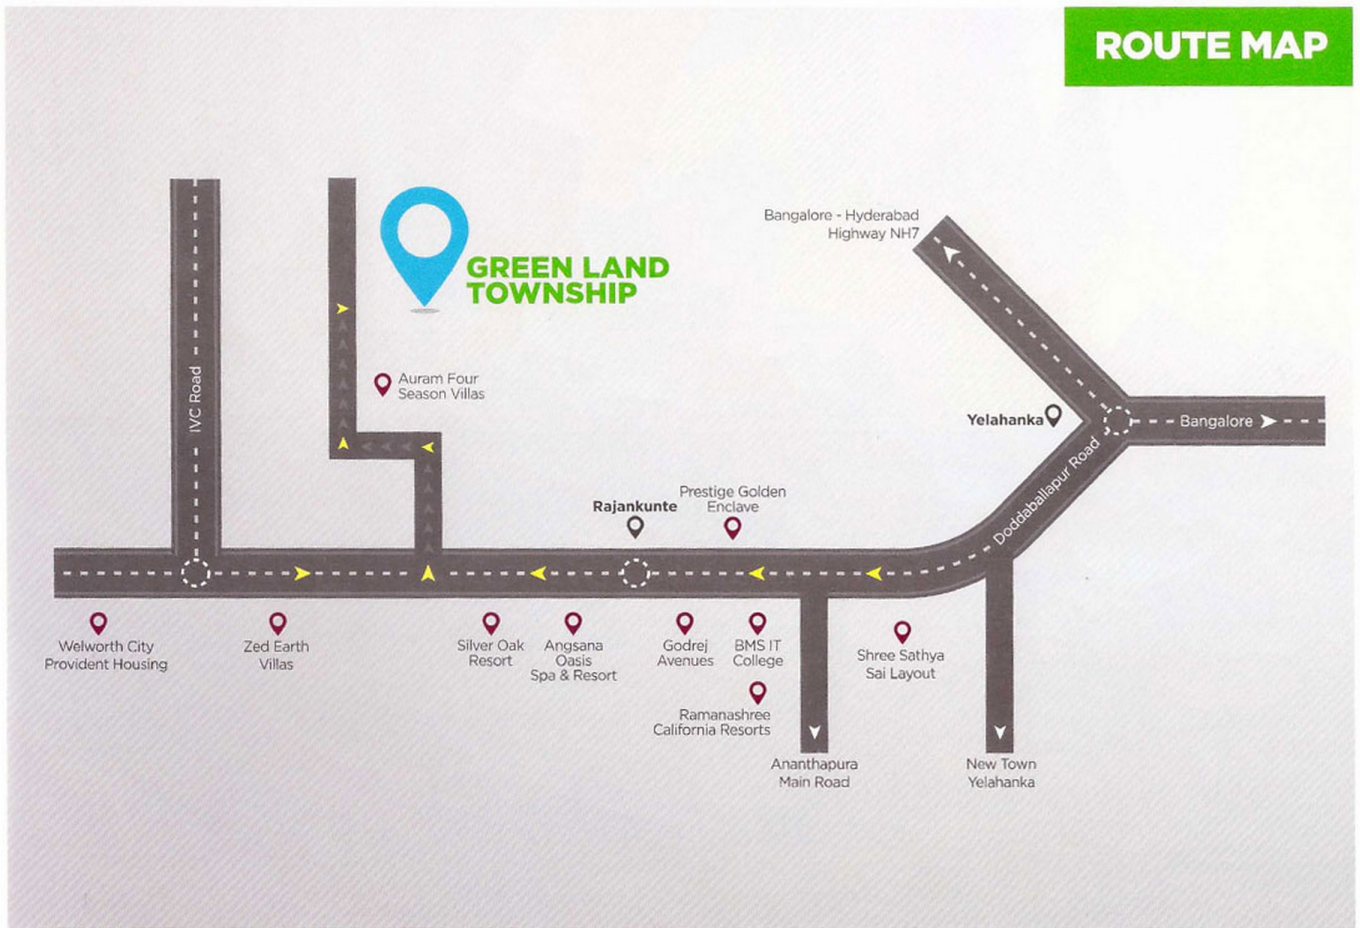 ROUTE MAP
Bangalore - Hyderabad
Highway NH7
GREEN LAND
TOWNSHIP
IVC Road
Auram Four
Season Villas
Yelahanka
Bangalore
Doddaballapur Road
Rajankunte
Prestige Golden
Enclave
Welworth City
Provident Housing
Zed Earth
Villas
Silver Oak
Resort
Angsana
Oasis
Spa & Resort
Godrej
Avenues
BMS IT
College
Ramanashree
California Resorts
Shree Sathya
Sai Layout
Ananthapura
Main Road
New Town
Yelahanka